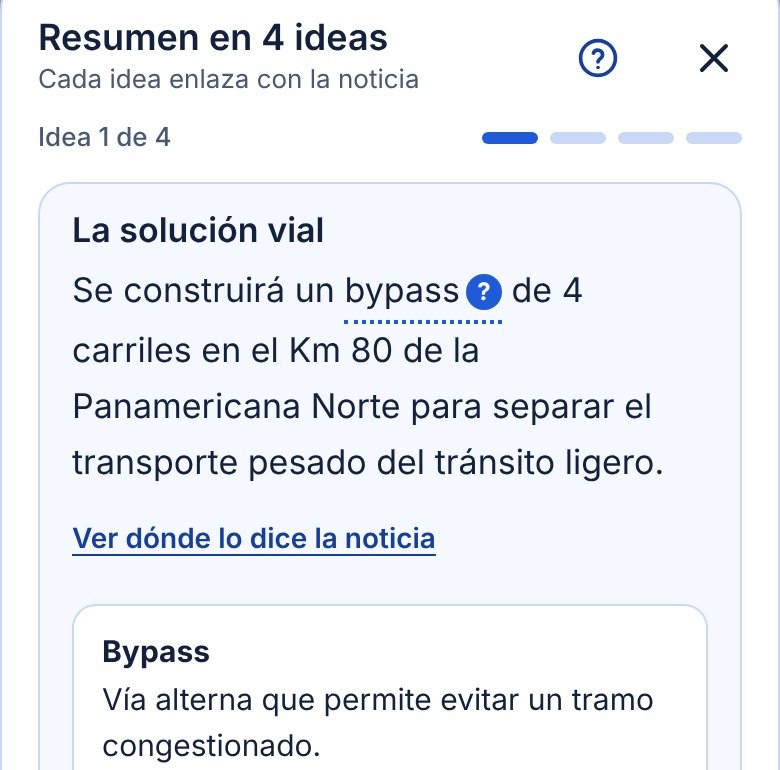 Resumen en 4 ideas
Cada idea enlaza con la noticia
?
Idea 1 de 4
La solución vial
Se construirá un bypass ? de 4
carriles en el Km 80 de la
Panamericana Norte para separar el
transporte pesado del tránsito ligero.
Ver dónde lo dice la noticia
Bypass
Vía alterna que permite evitar un tramo
congestionado.